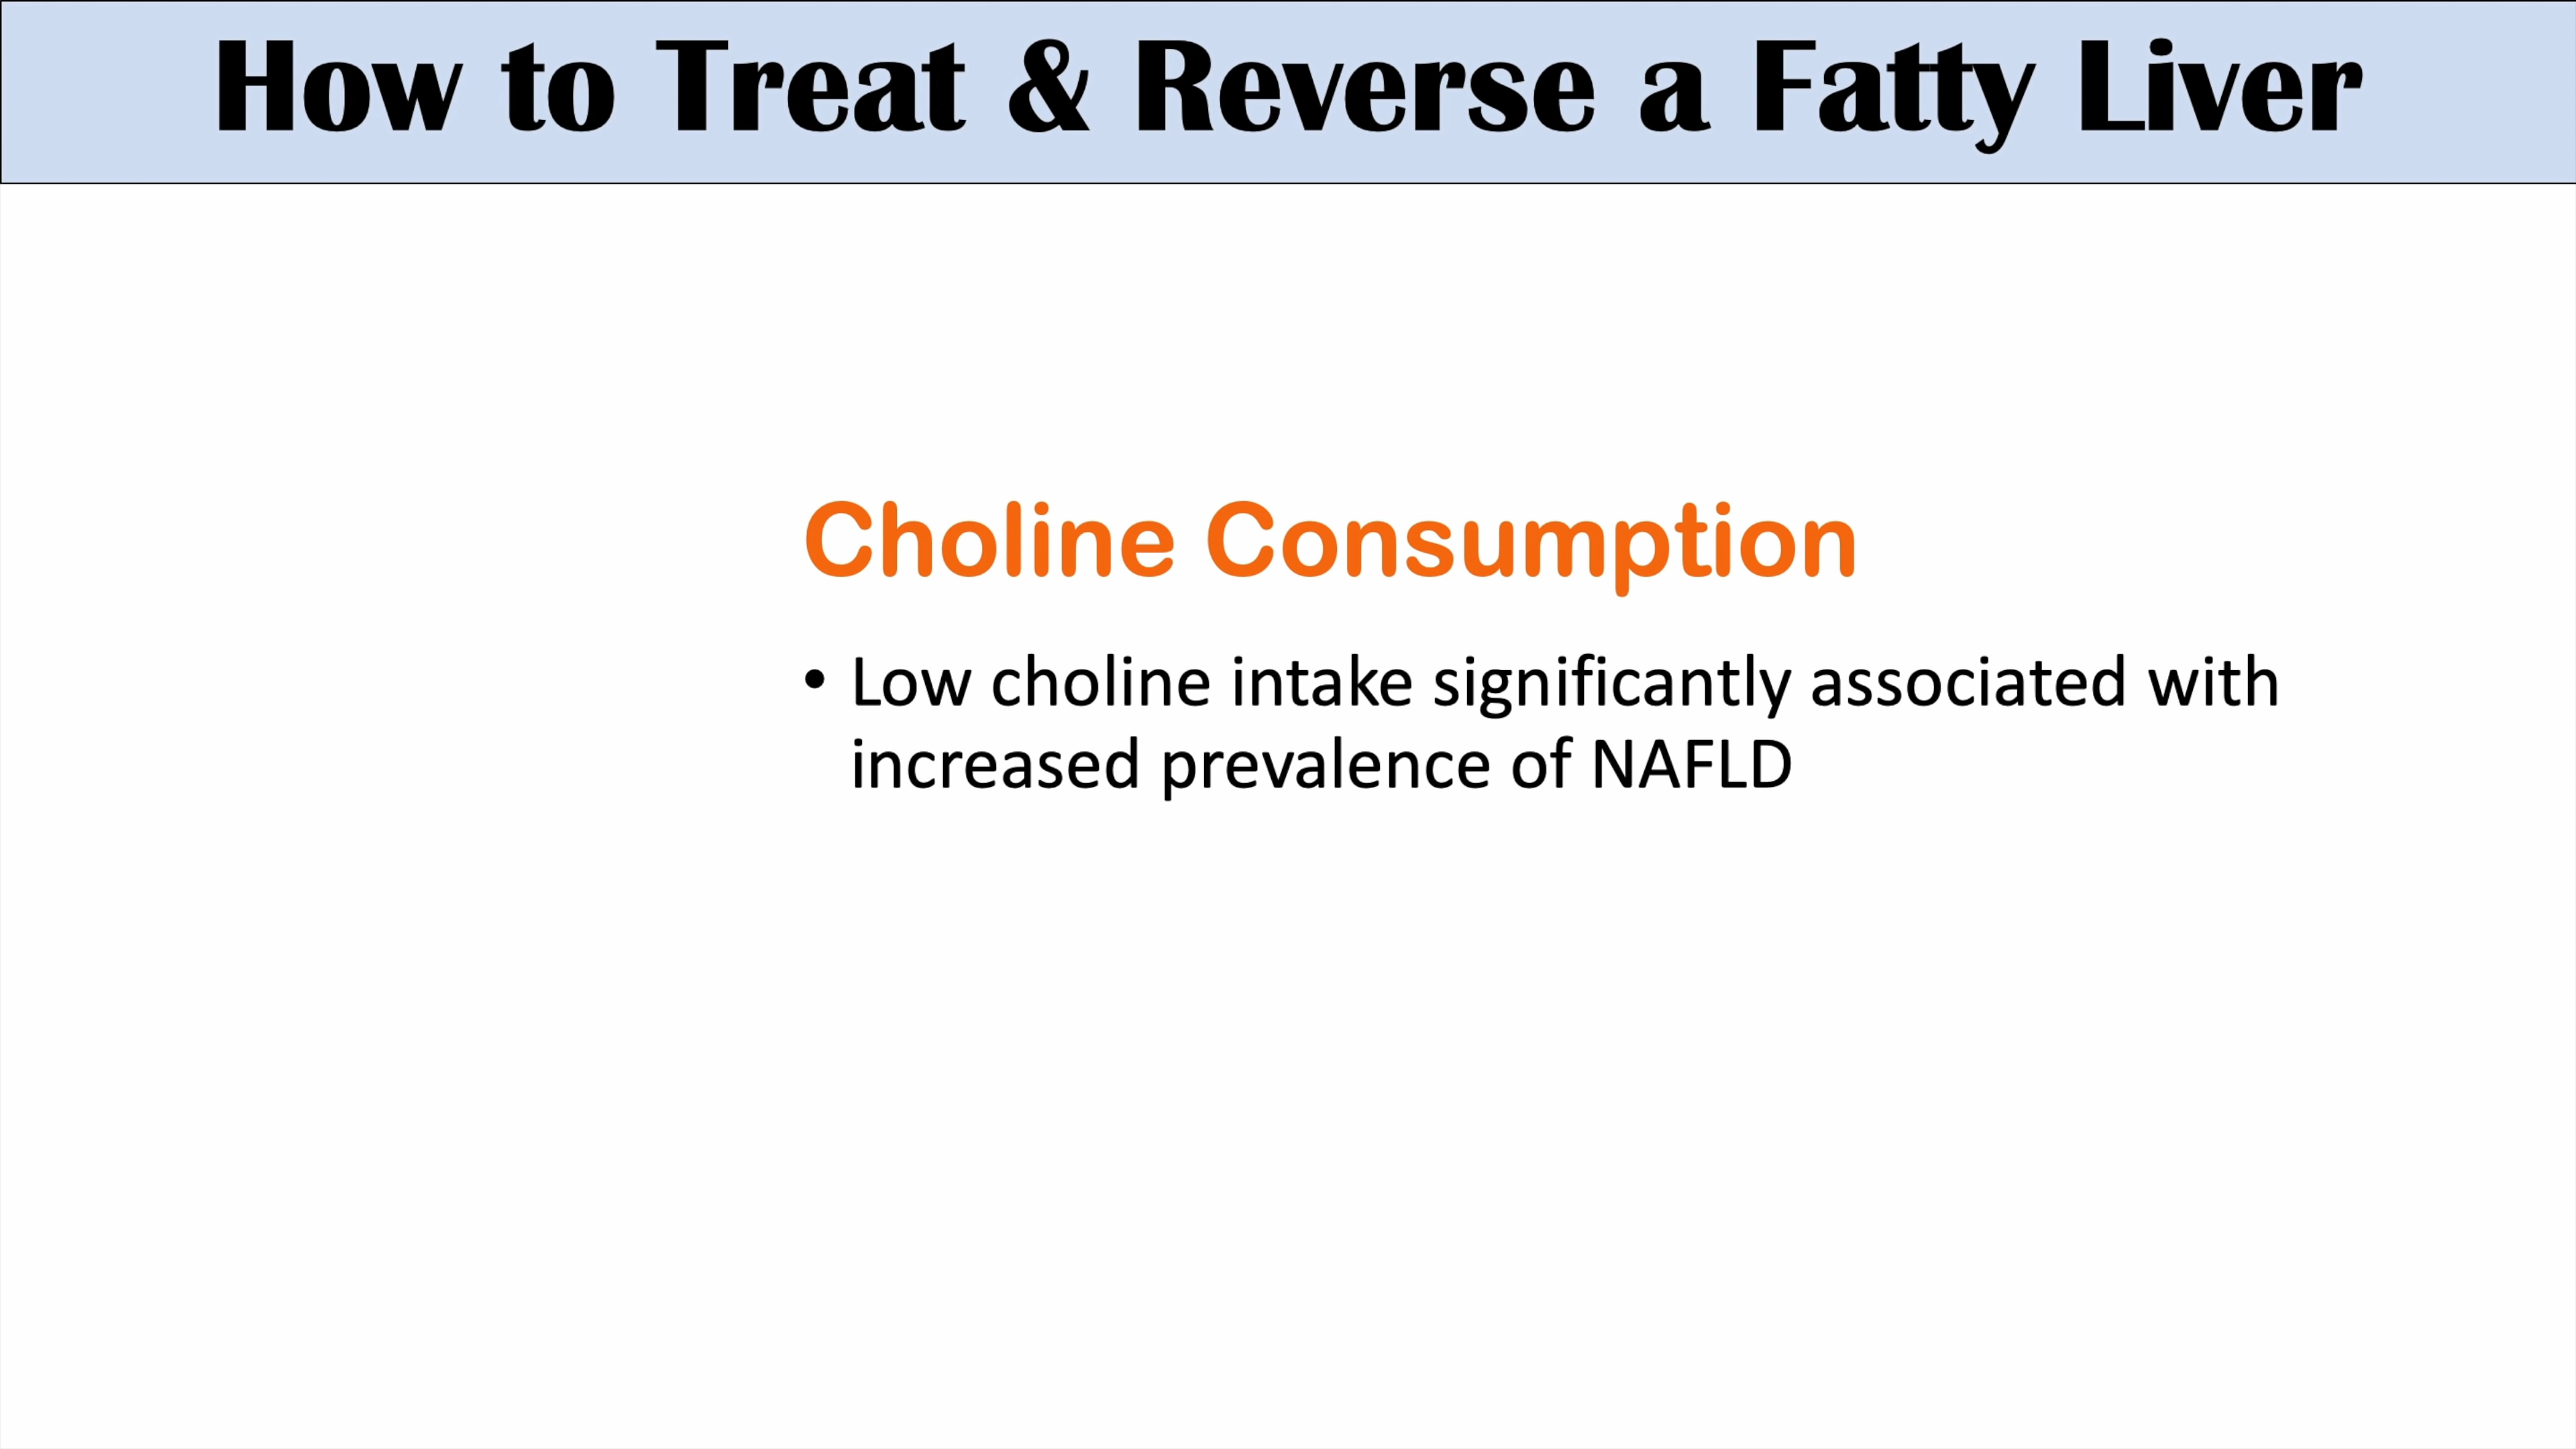 How to Treat & Reverse a Fatty Liver
Choline Consumption
• Low choline intake significantly associated with
increased prevalence of NAFLD